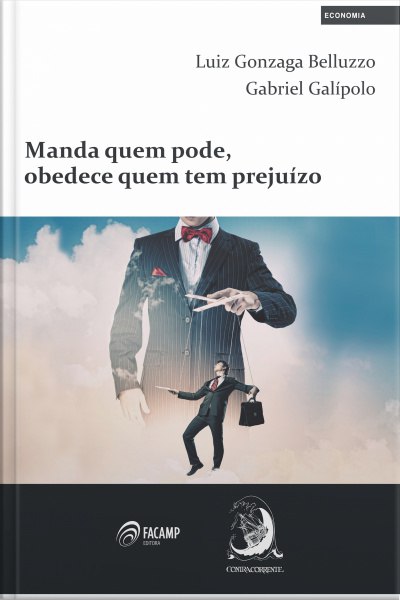 ECONOMIA
Luiz Gonzaga Belluzzo
Gabriel Galípolo
Manda quem pode,
obedece quem tem prejuízo
FACAMP
EDITORA
CONTRACORRENTE